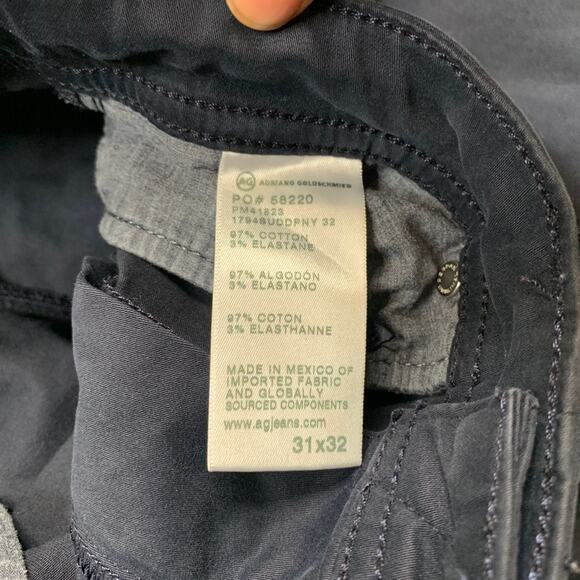 AG ADRIANO GOLDSCHMIED
PO# 58220
PM41823
1794SUDDPNY 32
97% COTTON
3% ELASTANE
97% ALGODÓN
3% ELASTANO
97% COTON
3% ELASTHANNE
MADE IN MEXICO OF
IMPORTED FABRIC
AND GLOBALLY
SOURCED COMPONENTS
www.agjeans.com
31x32